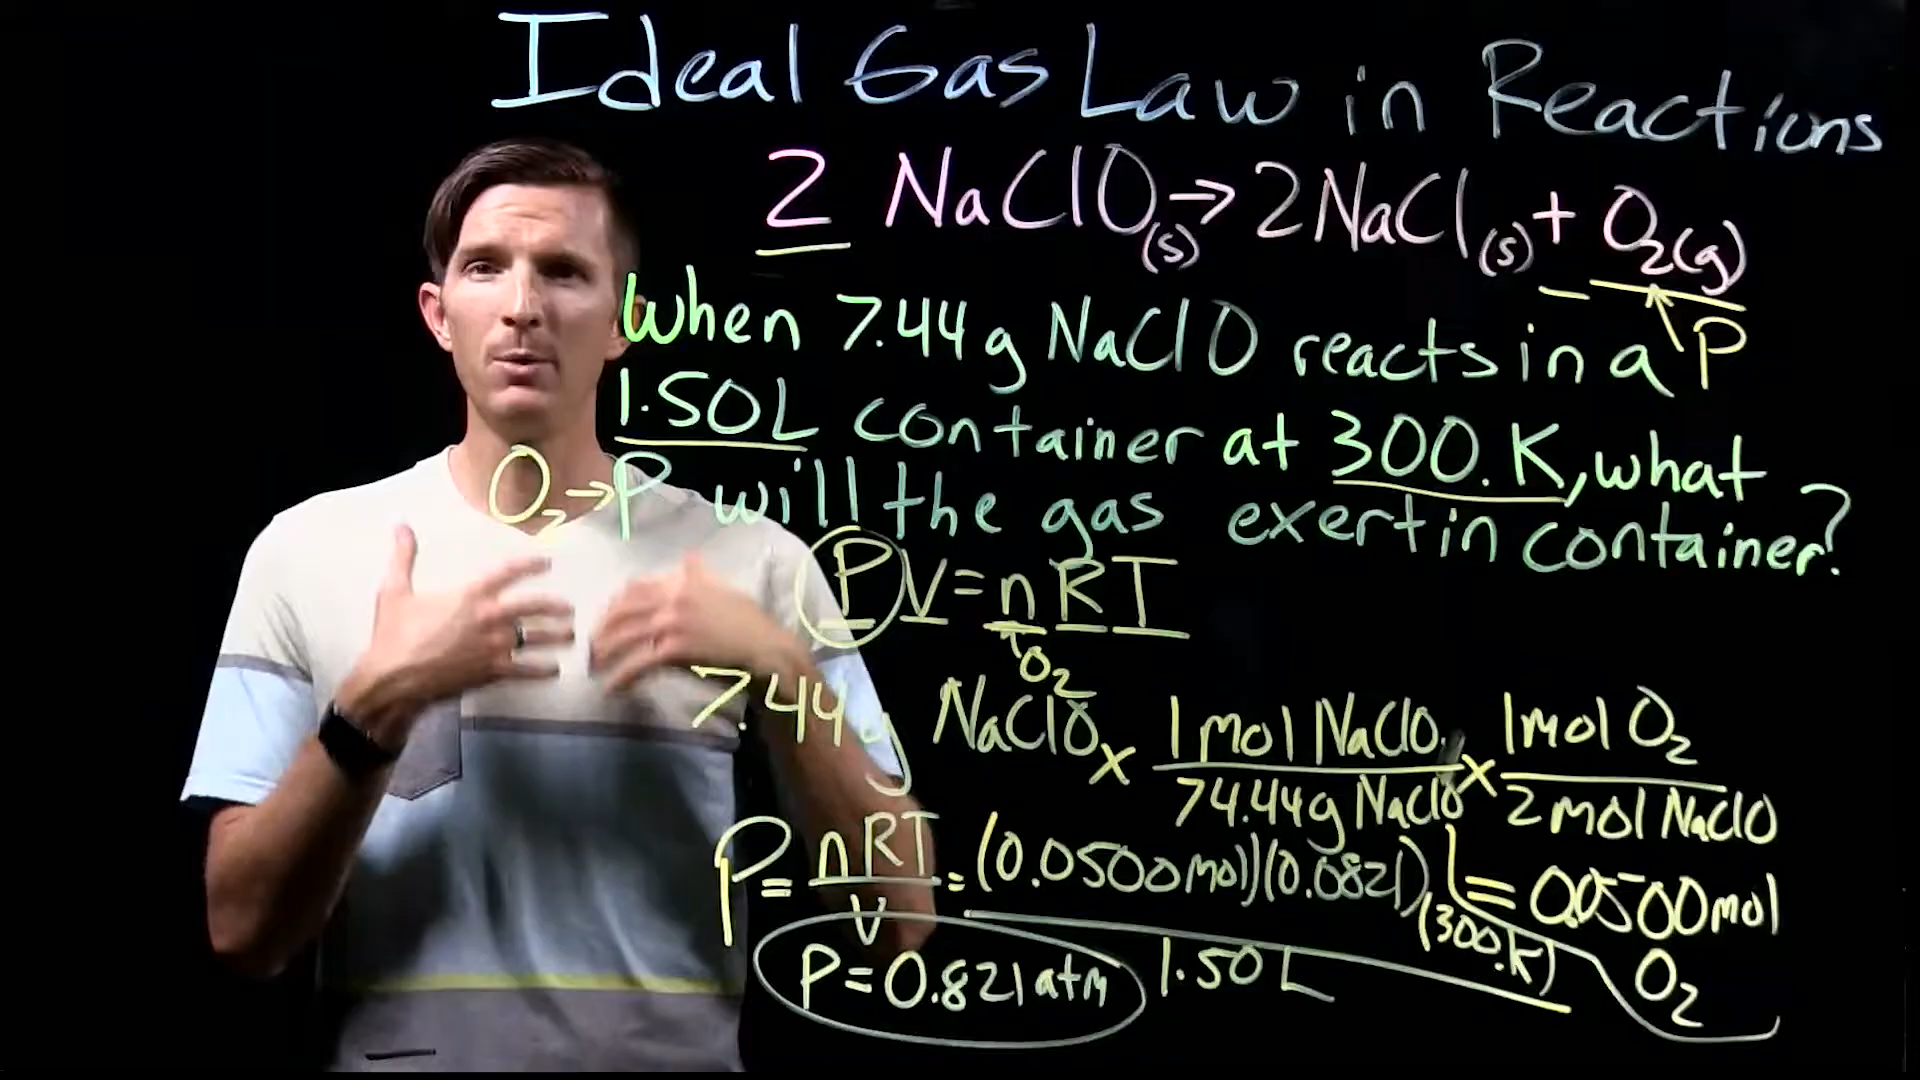 Ideal Gas Law in Reactions
2 NaClO(s) → 2NaCl(s) + O₂(g)
When 7.44g NaClO reacts in a P
1.50L container at 300. K, what
O₂ → P will the gas exert in container?
PV = nRT
O₂
7.44g NaClO x 1 mol NaClO / 74.44g NaClO x 1 mol O₂ / 2 mol NaClO
= 0.0500 mol O₂
P = nRT / V = (0.0500 mol)(0.0821)(300. K) / 1.50 L
P = 0.821 atm